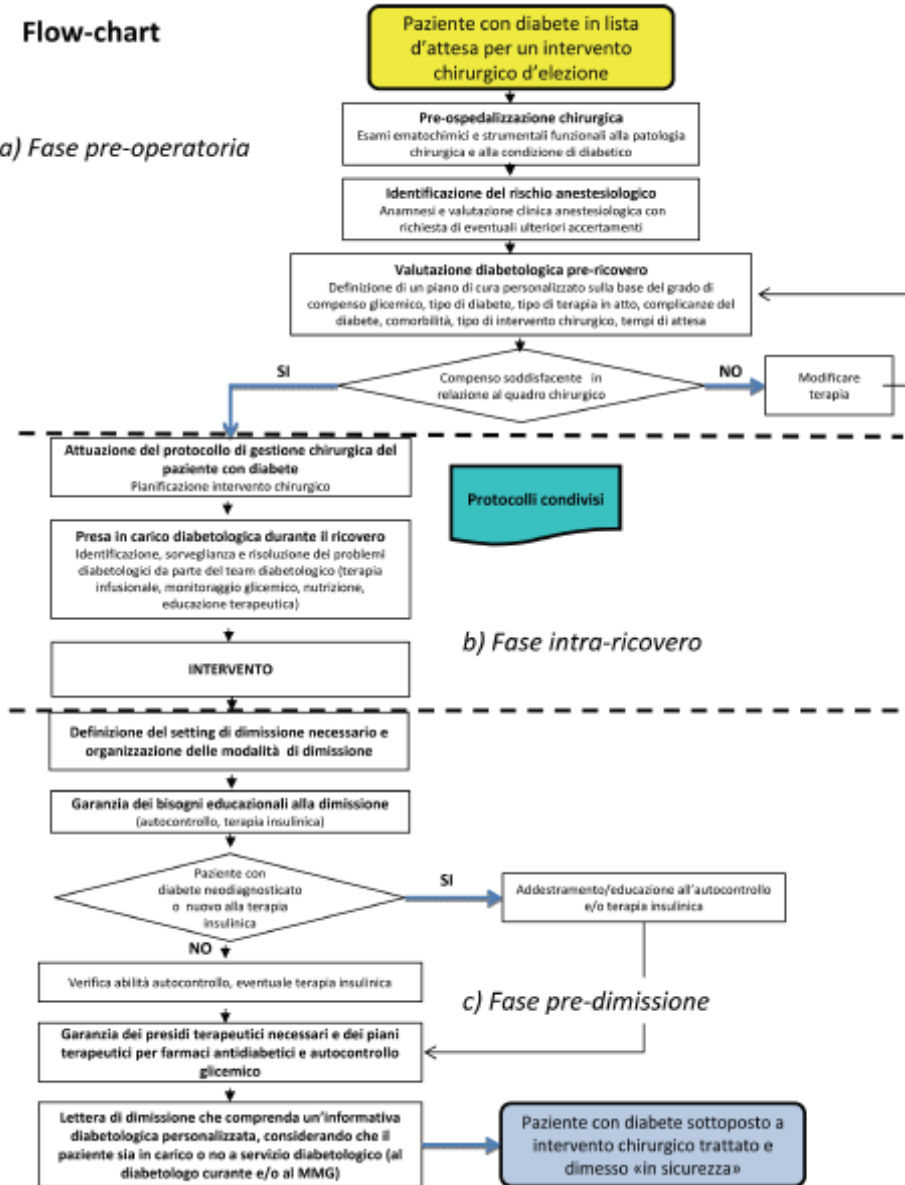 Flow-chart
Paziente con diabete in lista
d'attesa per un intervento
chirurgico d'elezione
a) Fase pre-operatoria
Pre-ospedalizzazione chirurgica
Esami ematochimici e strumentali funzionali alla patologia
chirurgica e alla condizione di diabetico
Identificazione del rischio anestesiologico
Anamnesi e valutazione clinica anestesiologica con
richiesta di eventuali ulteriori accertamenti
Valutazione diabetologica pre-ricovero
Definizione di un piano di cura personalizzato sulla base del grado di
compenso glicemico, tipo di diabete, tipo di terapia in atto, complicanze del
diabete, comorbilità, tipo di intervento chirurgico, tempi di attesa
SI
Compenso soddisfacente in
relazione al quadro chirurgico
NO
Modificare
terapia
Attuazione del protocollo di gestione chirurgica del
paziente con diabete
Pianificazione intervento chirurgico
Protocolli condivisi
Presa in carico diabetologica durante il ricovero
Identificazione, sorveglianza e risoluzione dei problemi
diabetologici da parte del team diabetologico (terapia
infusionale, monitoraggio glicemico, nutrizione,
educazione terapeutica)
b) Fase intra-ricovero
INTERVENTO
Definizione del setting di dimissione necessario e
organizzazione delle modalità di dimissione
Garanzia dei bisogni educazionali alla dimissione
(autocontrollo, terapia insulinica)
Paziente con
diabete neodiagnosticato
o nuovo alla terapia
insulinica
SI
Addestramento/educazione all'autocontrollo
e/o terapia insulinica
NO
Verifica abilità autocontrollo, eventuale terapia insulinica
c) Fase pre-dimissione
Garanzia dei presidi terapeutici necessari e dei piani
terapeutici per farmaci antidiabetici e autocontrollo
glicemico
Lettera di dimissione che comprenda un'informativa
diabetologica personalizzata, considerando che il
paziente sia in carico o no a servizio diabetologico (al
diabetologo curante e/o al MMG)
Paziente con diabete sottoposto a
intervento chirurgico trattato e
dimesso «in sicurezza»